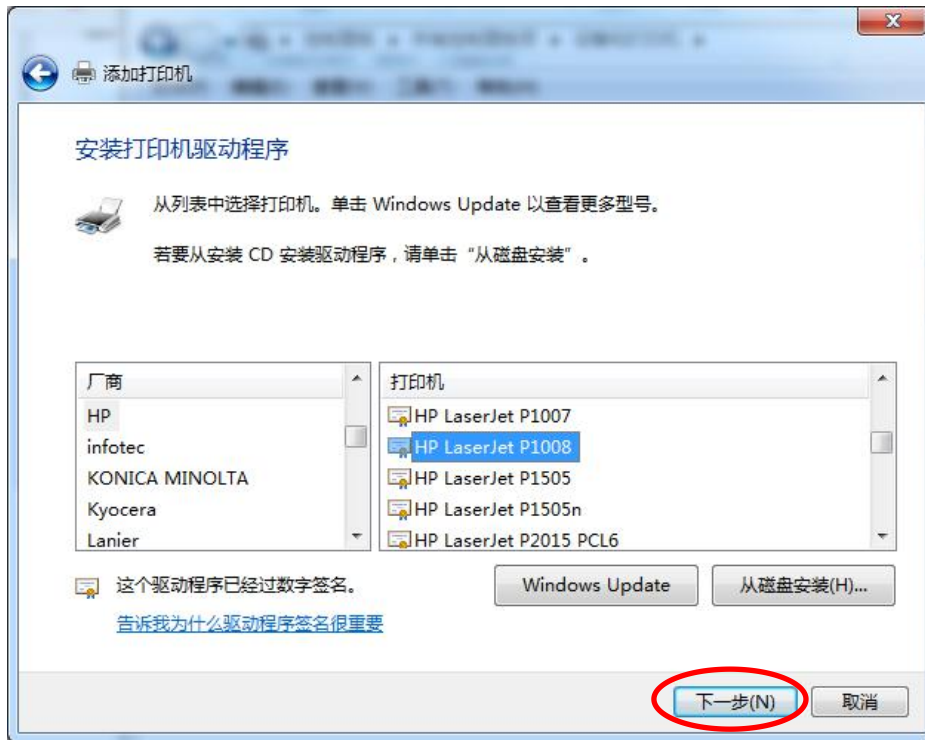 添加打印机
安装打印机驱动程序
从列表中选择打印机。单击 Windows Update 以查看更多型号。
若要从安装 CD 安装驱动程序，请单击“从磁盘安装”。
厂商
HP
infotec
KONICA MINOLTA
Kyocera
Lanier
打印机
HP LaserJet P1007
HP LaserJet P1008
HP LaserJet P1505
HP LaserJet P1505n
HP LaserJet P2015 PCL6
这个驱动程序已经过数字签名。
告诉我为什么驱动程序签名很重要
Windows Update
从磁盘安装(H)...
下一步(N)
取消